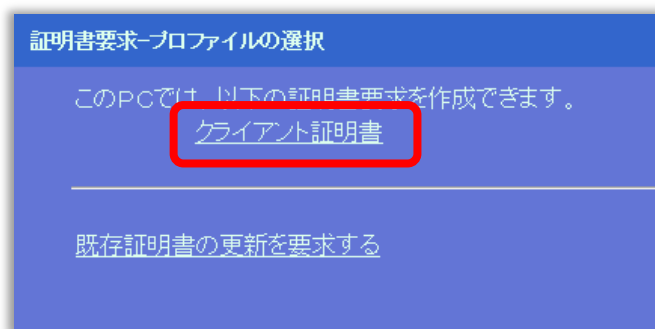 証明書要求-プロファイルの選択
このPCでは、以下の証明書要求を作成できます。
クライアント証明書
既存証明書の更新を要求する